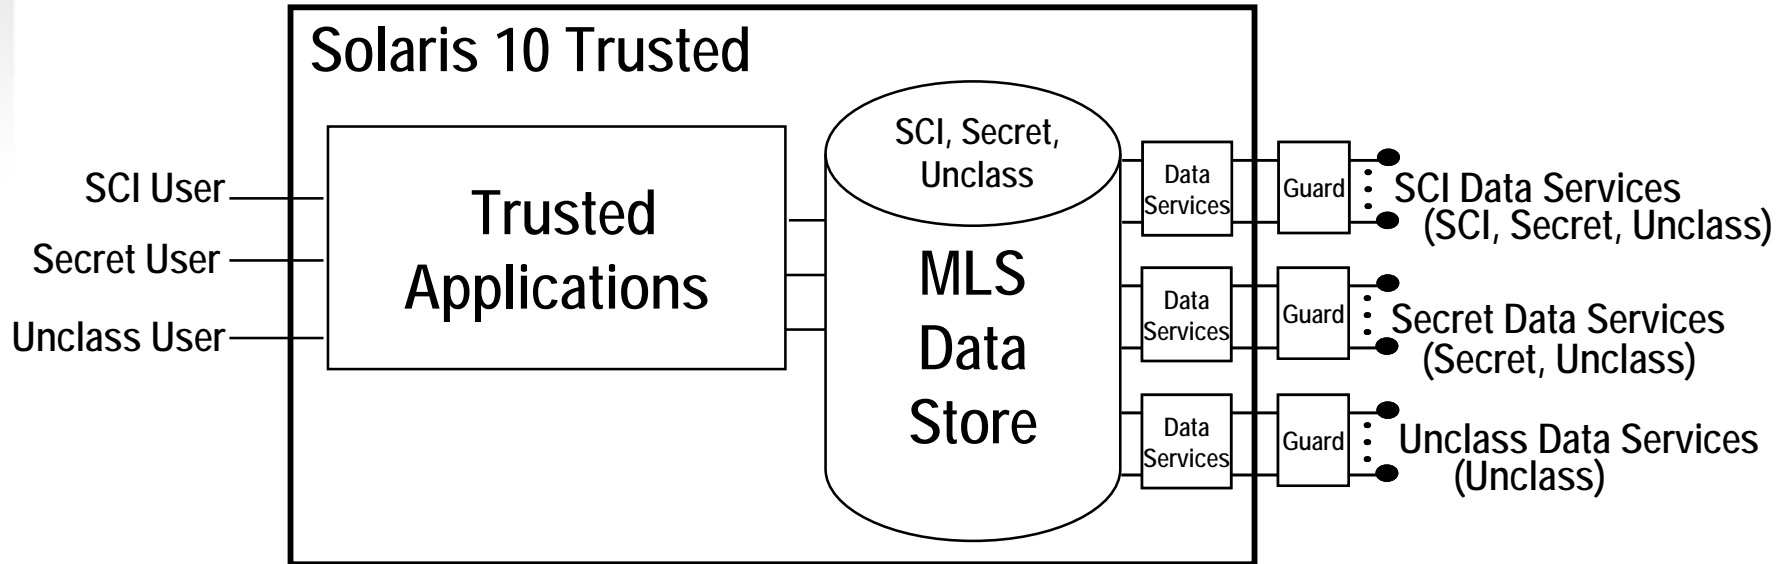 Solaris 10 Trusted
SCI User
Secret User
Unclass User
Trusted
Applications
SCI, Secret,
Unclass
MLS
Data
Store
Data
Services
Guard
SCI Data Services
(SCI, Secret, Unclass)
Data
Services
Guard
Secret Data Services
(Secret, Unclass)
Data
Services
Guard
Unclass Data Services
(Unclass)